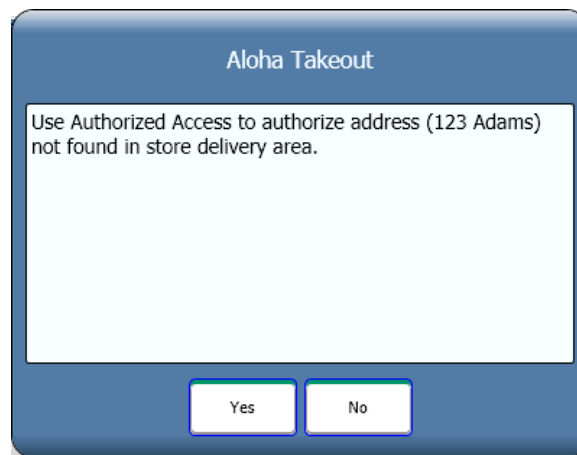 Aloha Takeout
Use Authorized Access to authorize address (123 Adams)
not found in store delivery area.
Yes
No